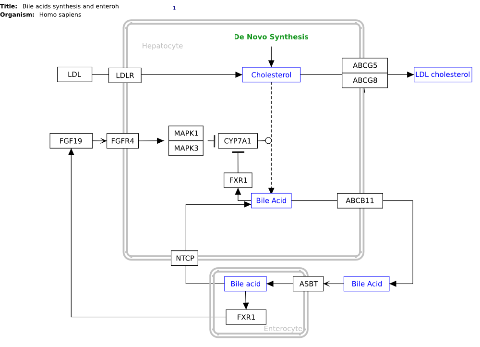 Title: Bile acids synthesis and enteron
1
Organism: Homo sapiens
De Novo Synthesis
Hepatocyte
ABCG5
LDL
LDLR
Cholesterol
LDL cholesterol
ABCG8
MAPK1
FGF19
FGFR4
CYP7A1
MAPK3
FXR1
Bile Acid
ABCB11
NTCP
Bile acid
ASBT
Bile Acid
FXR1
Enterocyte